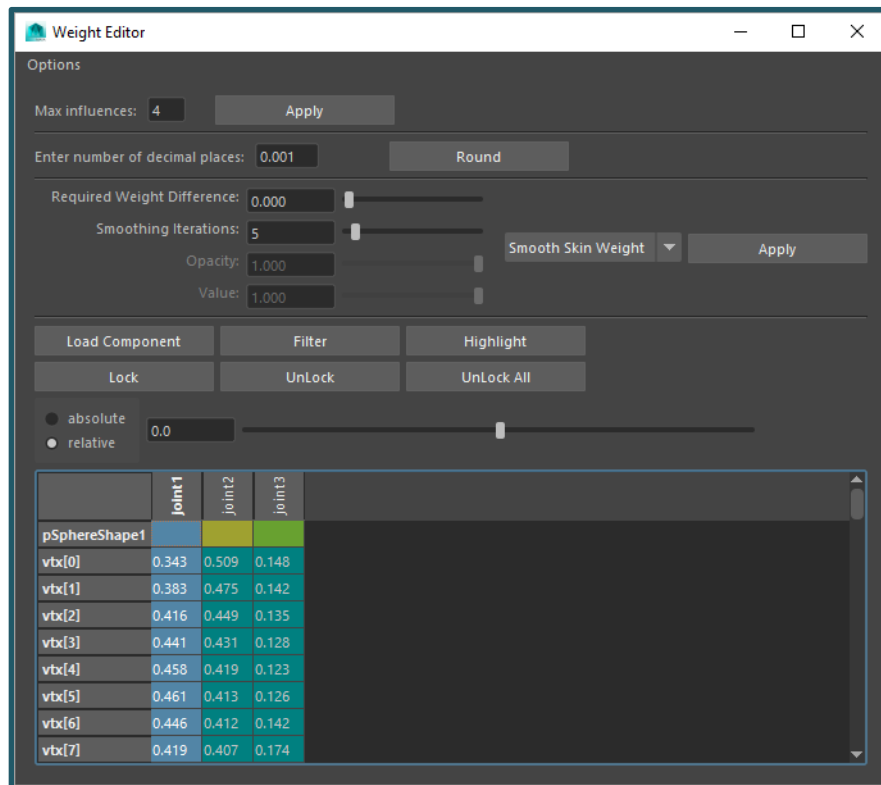 Weight Editor
Options
Max influences: 4 Apply
Enter number of decimal places: 0.001 Round
Required Weight Difference: 0.000
Smoothing Iterations: 5
Smooth Skin Weight Apply
Opacity: 1.000
Value: 1.000
Load Component Filter Highlight
Lock UnLock UnLock All
absolute
0.0
relative
joint1 joint2 joint3
pSphereShape1
vtx[0] 0.343 0.509 0.148
vtx[1] 0.383 0.475 0.142
vtx[2] 0.416 0.449 0.135
vtx[3] 0.441 0.431 0.128
vtx[4] 0.458 0.419 0.123
vtx[5] 0.461 0.413 0.126
vtx[6] 0.446 0.412 0.142
vtx[7] 0.419 0.407 0.174